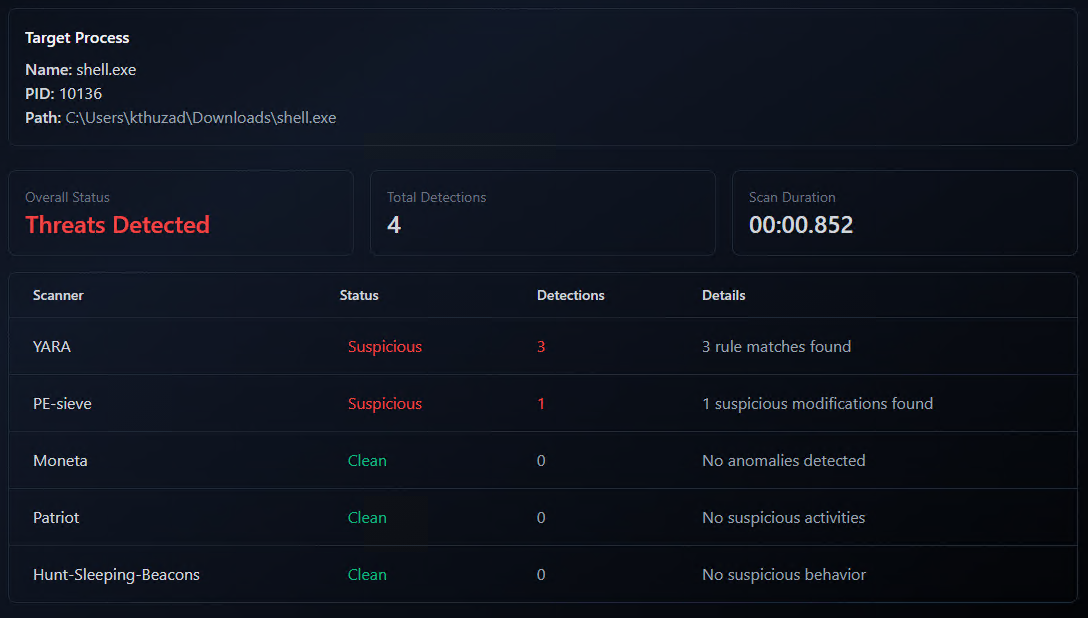 Target Process
Name: shell.exe
PID: 10136
Path: C:\Users\kthuzad\Downloads\shell.exe
Overall Status
Threats Detected
Total Detections
4
Scan Duration
00:00.852
Scanner Status Detections Details
YARA Suspicious 3 3 rule matches found
PE-sieve Suspicious 1 1 suspicious modifications found
Moneta Clean 0 No anomalies detected
Patriot Clean 0 No suspicious activities
Hunt-Sleeping-Beacons Clean 0 No suspicious behavior